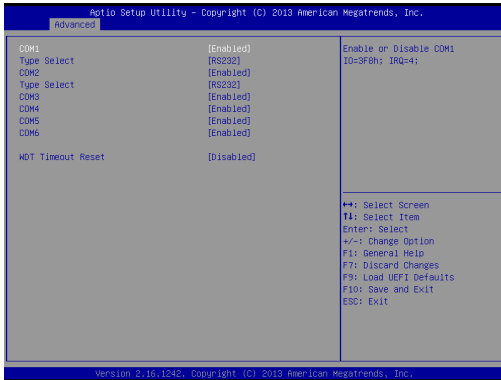 Aptio Setup Utility – Copyright (C) 2013 American Megatrends, Inc.
Advanced
COM1 [Enabled]
Type Select [RS232]
COM2 [Enabled]
Type Select [RS232]
COM3 [Enabled]
COM4 [Enabled]
COM5 [Enabled]
COM6 [Enabled]
WDT Timeout Reset [Disabled]
Enable or Disable COM1
IO=3F8h; IRQ=4;
↔: Select Screen
↑↓: Select Item
Enter: Select
+/-: Change Option
F1: General Help
F7: Discard Changes
F9: Load UEFI Defaults
F10: Save and Exit
ESC: Exit
Version 2.16.1242. Copyright (C) 2013 American Megatrends, Inc.